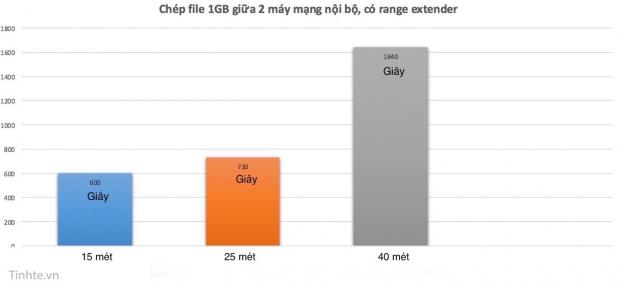 Chép file 1GB giữa 2 máy mạng nội bộ, có range extender
1800
1600
1400
1200
1000
800
600
400
200
0
600
Giây
730
Giây
1640
Giây
15 mét
25 mét
40 mét
Tinhte.vn